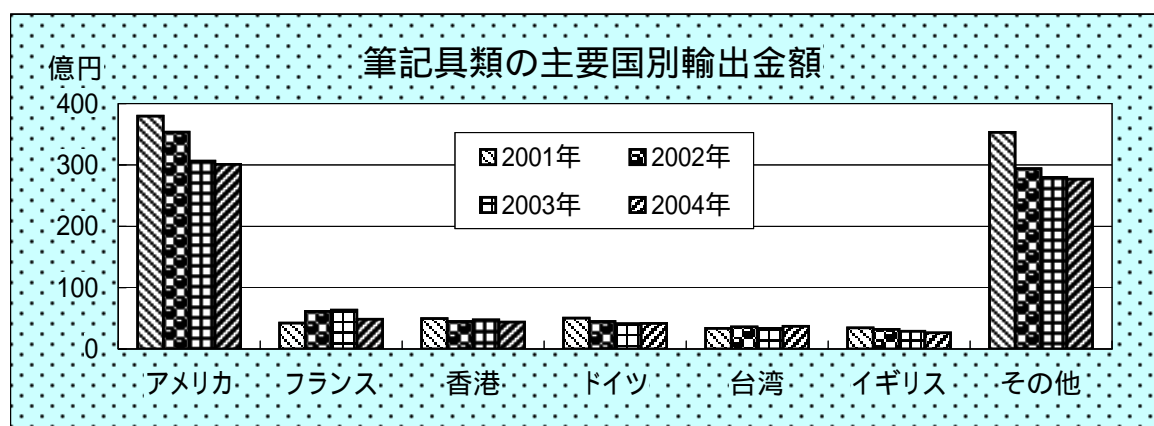 筆記具類の主要国別輸出金額
億円
400
300
200
100
0
2001年 2002年
2003年 2004年
アメリカ フランス 香港 ドイツ 台湾 イギリス その他